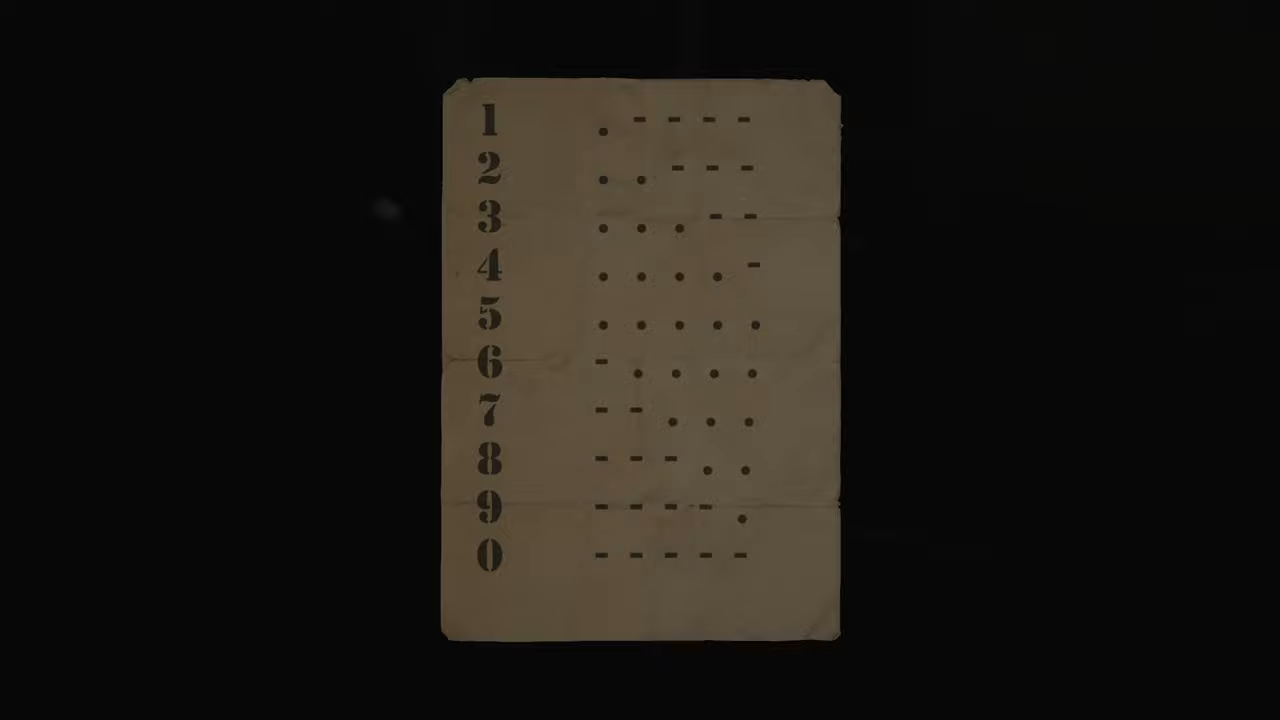 1 . - - - -
2 . . - - -
3 . . . - -
4 . . . . -
5 . . . . .
6 - . . . .
7 - - . . .
8 - - - . .
9 - - - - .
0 - - - - -